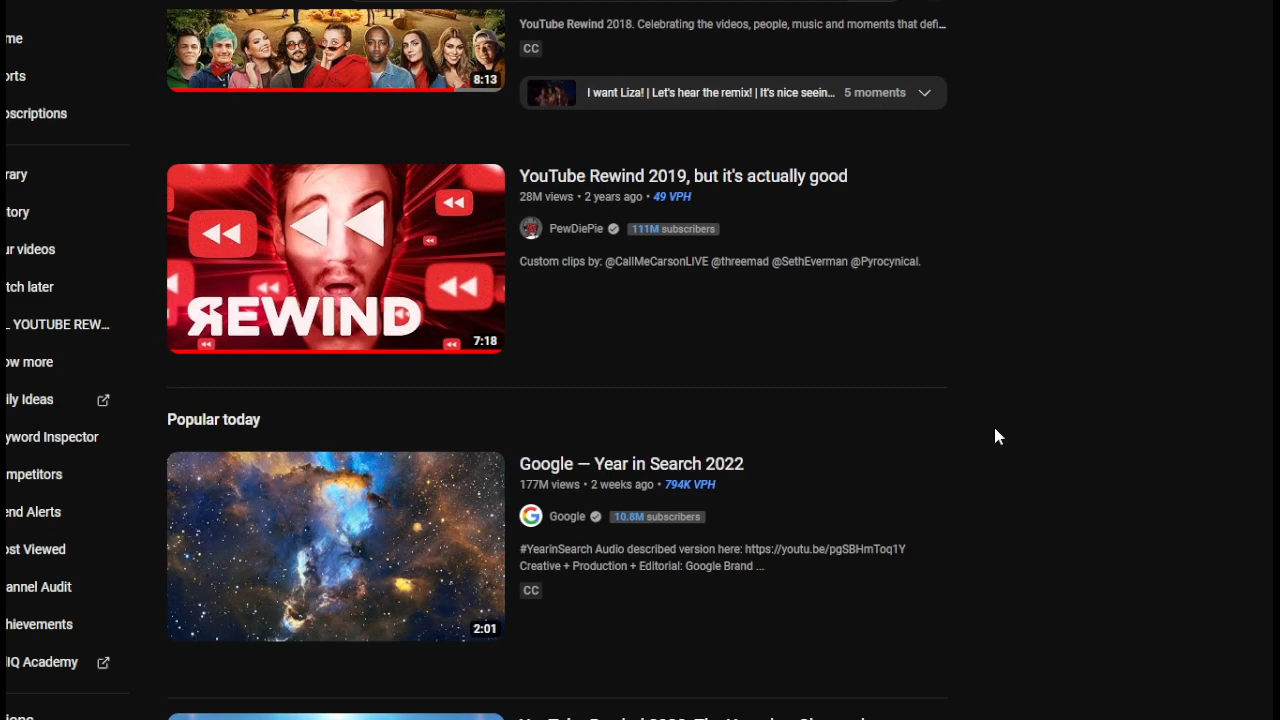 me
orts
oscriptions
rary
tory
ur videos
tch later
_ YOUTUBE REW...
ow more
ily Ideas
yword Inspector
mpetitors
end Alerts
ost Viewed
annel Audit
hievements
IQ Academy
8:13
YouTube Rewind 2018. Celebrating the videos, people, music and moments that defi...
CC
I want Liza! | Let's hear the remix! | It's nice seein... 5 moments
REWIND
7:18
YouTube Rewind 2019, but it's actually good
28M views • 2 years ago • 49 VPH
PewDiePie 111M subscribers
Custom clips by: @CallMeCarsonLIVE @threemad @SethEverman @Pyrocynical.
Popular today
2:01
Google — Year in Search 2022
177M views • 2 weeks ago • 794K VPH
Google 10.8M subscribers
#YearinSearch Audio described version here: https://youtu.be/pgSBHmToq1Y
Creative + Production + Editorial: Google Brand ...
CC